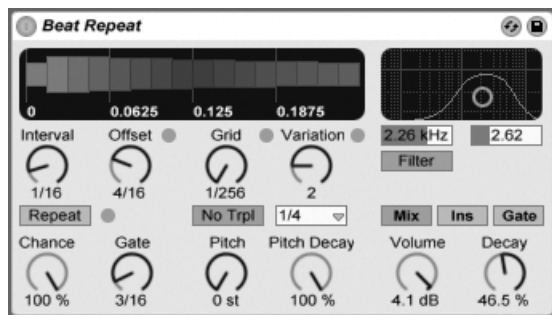 Beat Repeat
0 0.0625 0.125 0.1875
2.26 kHz 2.62
Interval Offset Grid Variation
Filter
1/16 4/16 1/256 2
Repeat No Trpl 1/4 Mix Ins Gate
Chance Gate Pitch Pitch Decay Volume Decay
100 % 3/16 0 st 100 % 4.1 dB 46.5 %